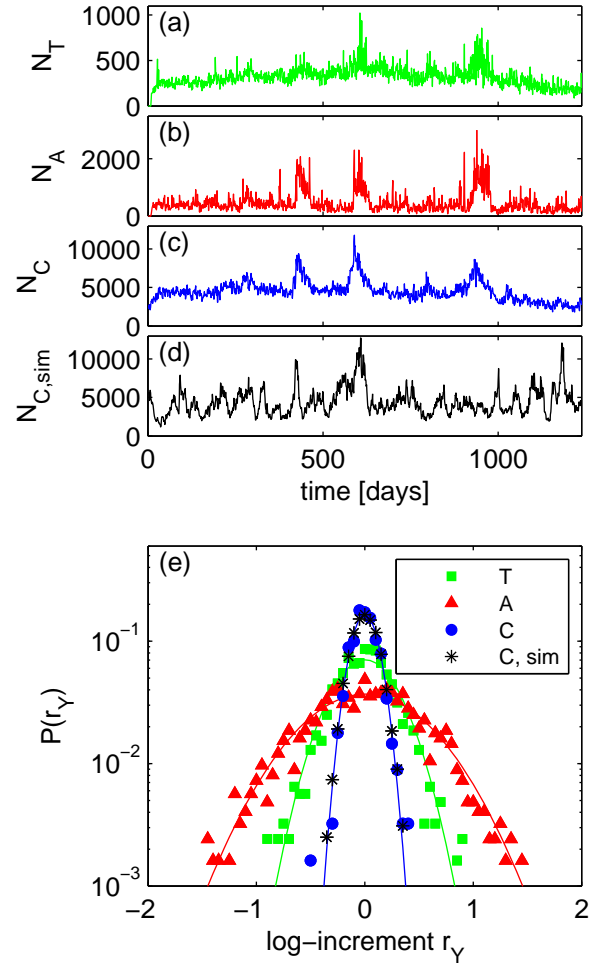 (a)
1000
500
0
N_T
(b)
2000
0
N_A
(c)
10000
5000
0
N_C
(d)
10000
5000
0
N_{C,sim}
0 500 1000
time [days]
(e)
10^{-1}
10^{-2}
10^{-3}
P(r_Y)
T
A
C
C, sim
−2 −1 0 1 2
log−increment r_Y